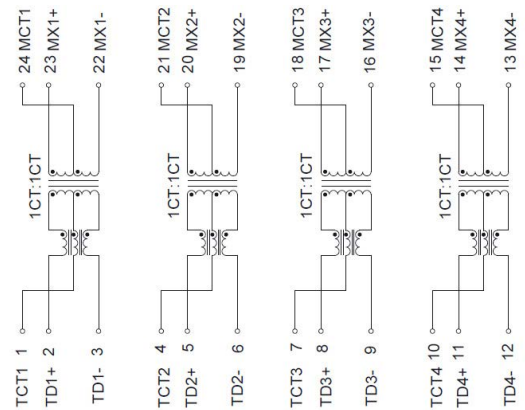 24 MCT1
23 MX1+
22 MX1-
21 MCT2
20 MX2+
19 MX2-
18 MCT3
17 MX3+
16 MX3-
15 MCT4
14 MX4+
13 MX4-
1CT:1CT
1CT:1CT
1CT:1CT
1CT:1CT
TCT1 1
TD1+ 2
TD1- 3
TCT2 4
TD2+ 5
TD2- 6
TCT3 7
TD3+ 8
TD3- 9
TCT4 10
TD4+ 11
TD4- 12